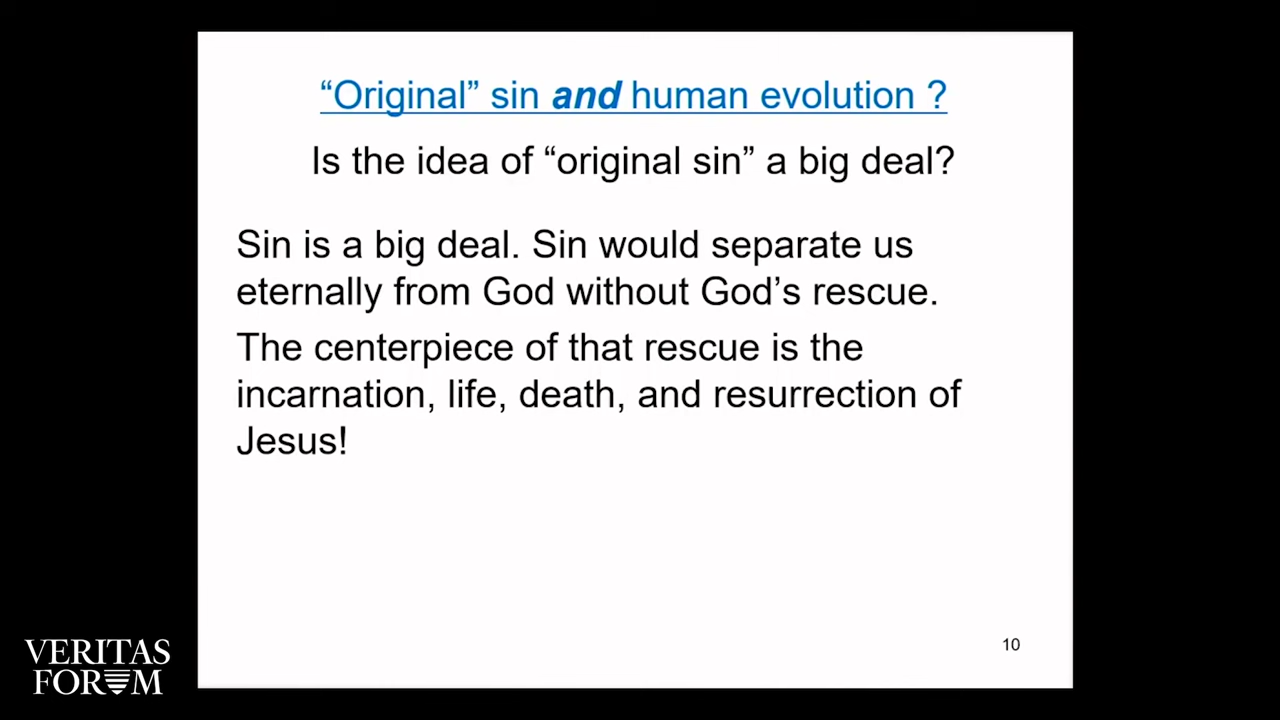 “Original” sin and human evolution ?
Is the idea of “original sin” a big deal?
Sin is a big deal. Sin would separate us
eternally from God without God’s rescue.
The centerpiece of that rescue is the
incarnation, life, death, and resurrection of
Jesus!
10
VERITAS
FORUM